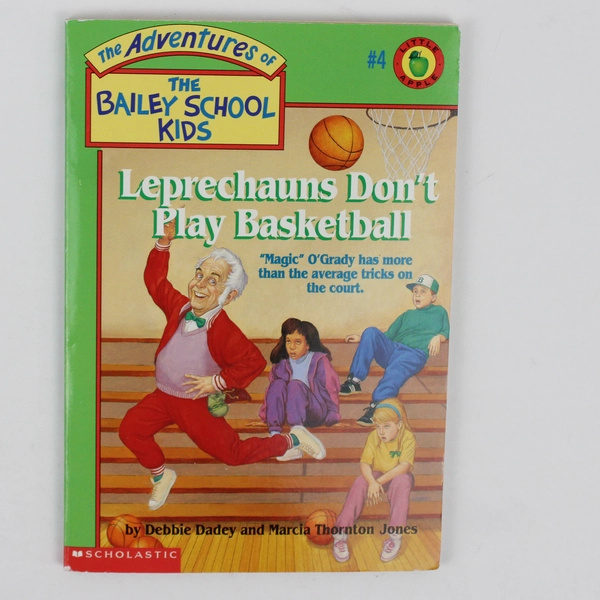 The Adventures of
THE
BAILEY SCHOOL
KIDS
#4
LITTLE
APPLE
Leprechauns Don't
Play Basketball
"Magic" O'Grady has more
than the average tricks on
the court.
by Debbie Dadey and Marcia Thornton Jones
SCHOLASTIC